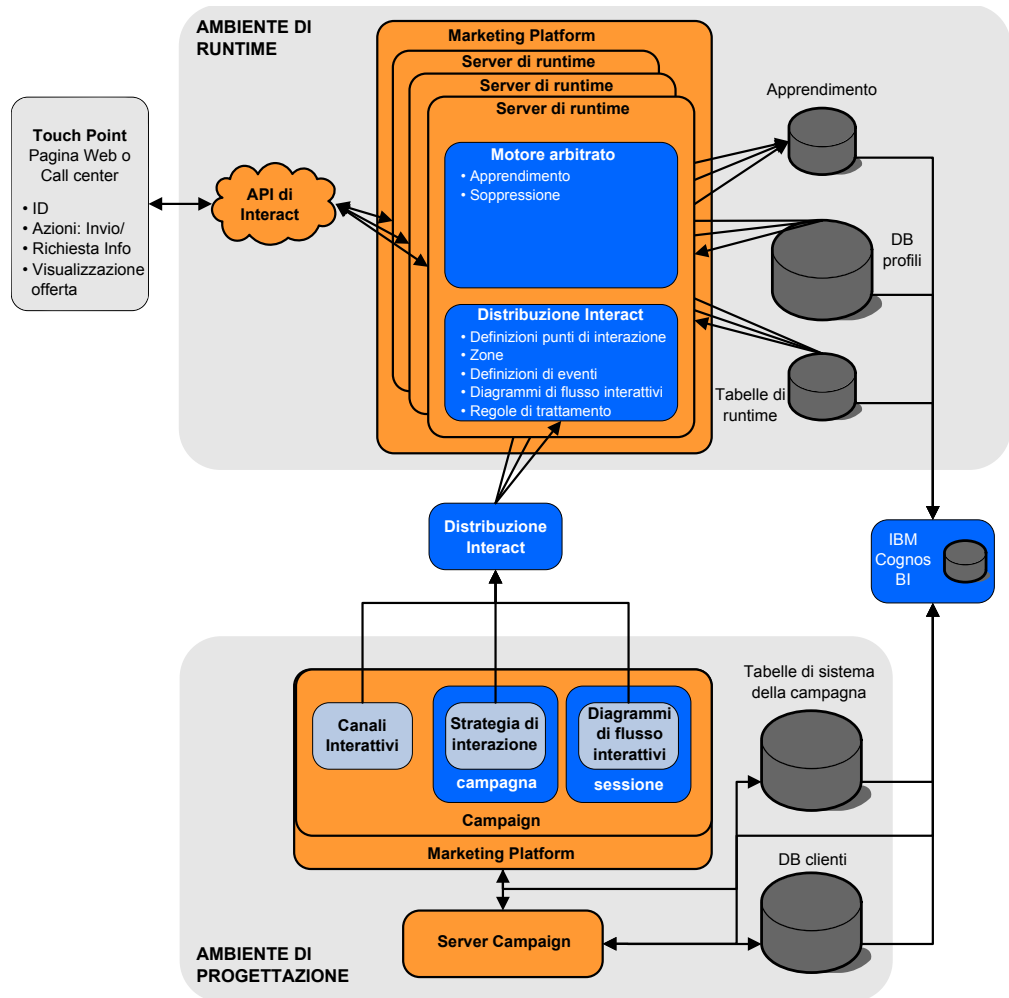 AMBIENTE DI
RUNTIME
Marketing Platform
Server di runtime
Server di runtime
Server di runtime
Touch Point
Pagina Web o
Call center
• ID
• Azioni: Invio/
• Richiesta Info
• Visualizzazione
offerta
API di
Interact
Motore arbitrato
• Apprendimento
• Soppressione
Distribuzione Interact
• Definizioni punti di interazione
• Zone
• Definizioni di eventi
• Diagrammi di flusso interattivi
• Regole di trattamento
Apprendimento
DB
profili
Tabelle di
runtime
Distribuzione
Interact
IBM
Cognos
BI
Canali
Interattivi
Strategia di
interazione
campagna
Diagrammi
di flusso
interattivi
sessione
Campaign
Marketing Platform
Tabelle di sistema
della campagna
DB clienti
Server Campaign
AMBIENTE DI
PROGETTAZIONE